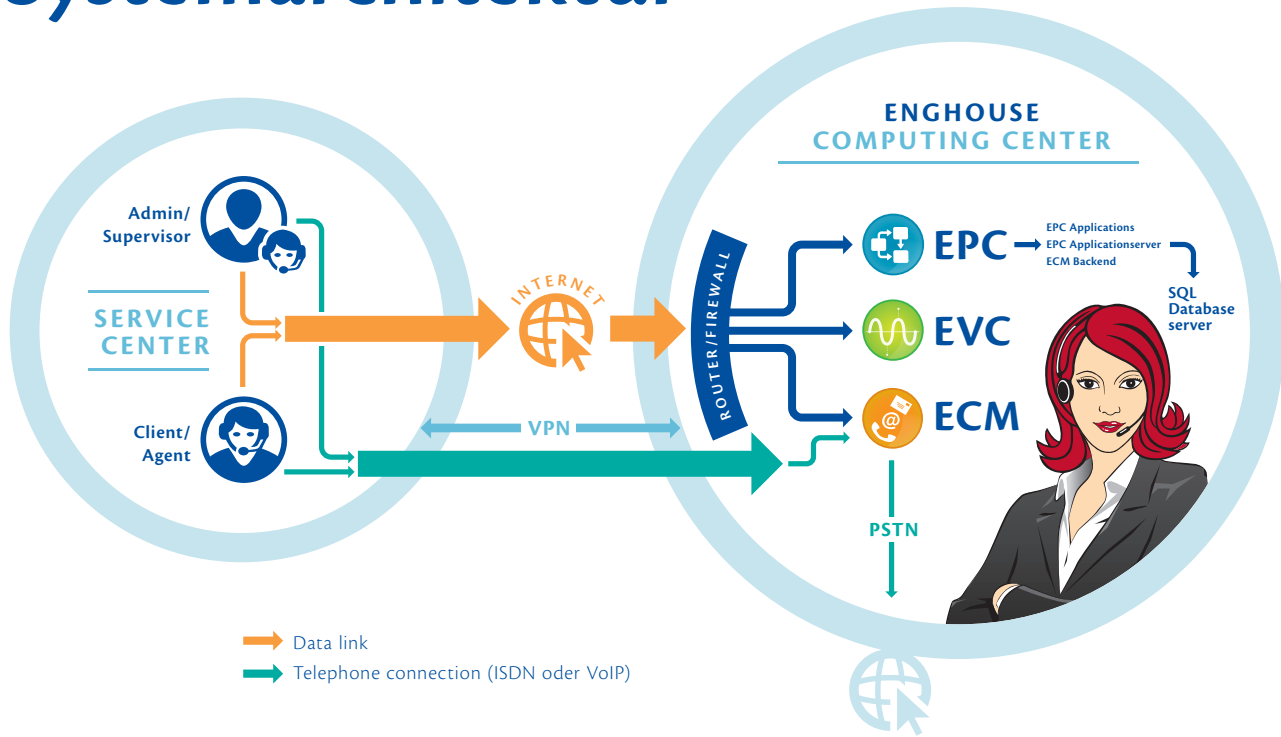 Systemarchitektur
ENGHOUSE
COMPUTING CENTER
Admin/
Supervisor
SERVICE
CENTER
Client/
Agent
INTERNET
VPN
ROUTER/FIREWALL
EPC
EPC Applications
EPC Applicationserver
ECM Backend
SQL
Database
server
EVC
ECM
@
PSTN
Data link
Telephone connection (ISDN oder VoIP)